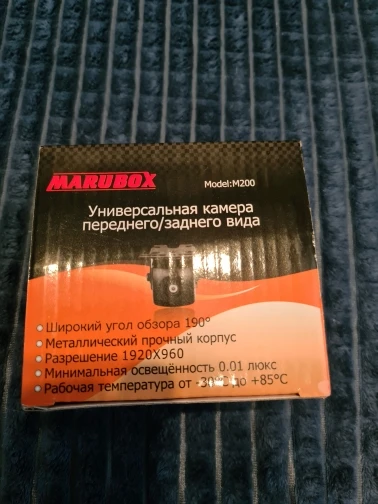 MARUBOX
Model:M200
Универсальная камера
переднего/заднего вида
Широкий угол обзора 190°
Металлический прочный корпус
Разрешение 1920X960
Минимальная освещённость 0.01 люкс
Рабочая температура от -30°C до +85°C